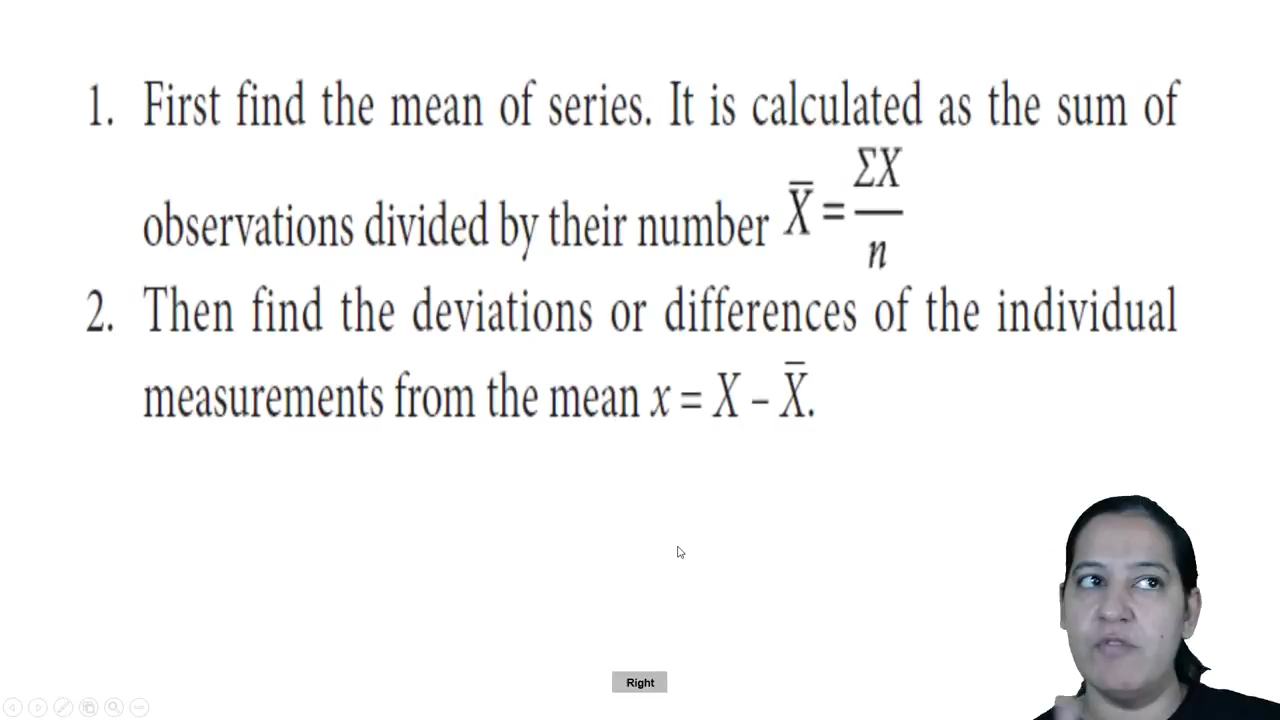 1. First find the mean of series. It is calculated as the sum of
observations divided by their number X̄ = ΣX/n
2. Then find the deviations or differences of the individual
measurements from the mean x = X – X̄.
Right